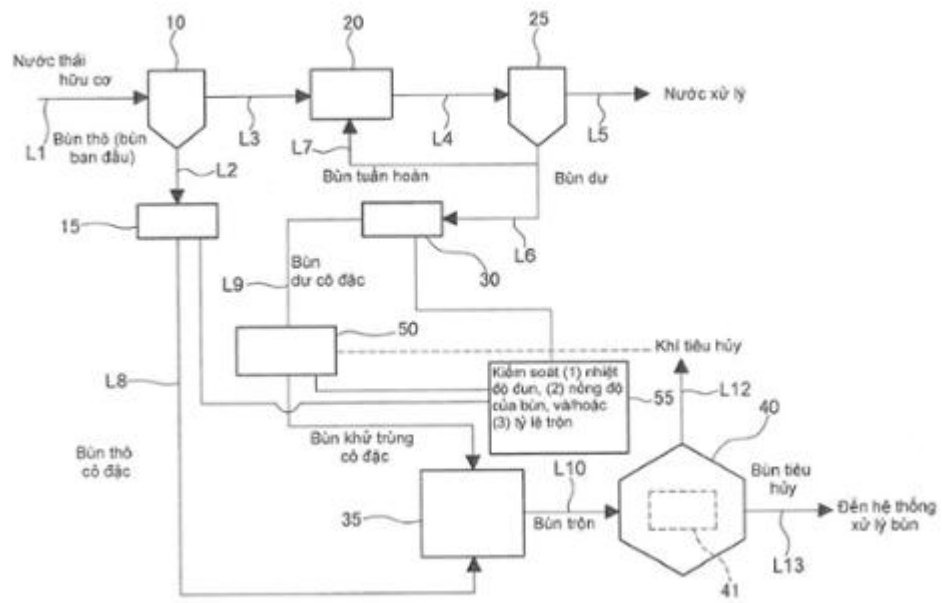 10
20
25
Nước thải
hữu cơ
Nước xử lý
L1
L3
L4
L5
Bùn thô (bùn
ban đầu)
L2
L7
Bùn tuần hoàn
Bùn dư
15
L6
30
Bùn
dư cô đặc
L9
50
Khí tiêu hủy
L8
Kiểm soát (1) nhiệt
độ đun, (2) nồng độ
của bùn, và/hoặc
(3) tỷ lệ trộn
55
L12
40
Bùn khử trùng
cô đặc
Bùn thô
cô đặc
L10
Bùn tiêu
hủy
35
Bùn trộn
Đến hệ thống
xử lý bùn
L13
41